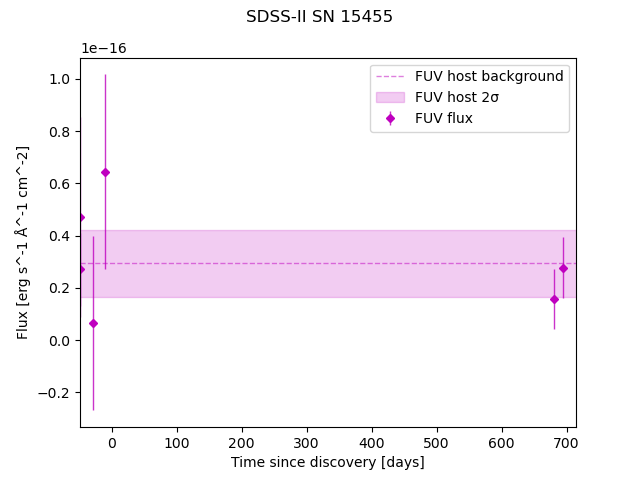 SDSS-II SN 15455
1e−16
1.0
0.8
0.6
0.4
0.2
0.0
−0.2
Flux [erg s^-1 Å^-1 cm^-2]
FUV host background
FUV host 2σ
FUV flux
0 100 200 300 400 500 600 700
Time since discovery [days]